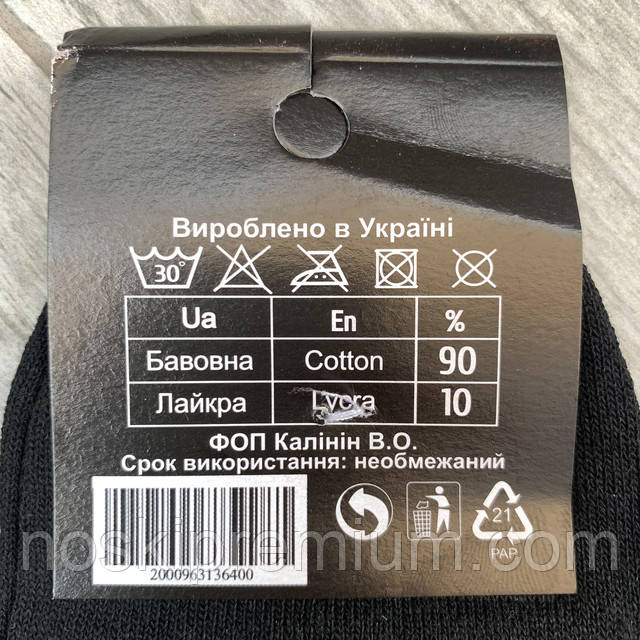 Вироблено в Україні
30°
Ua En %
Бавовна Cotton 90
Лайкра Lycra 10
ФОП Калінін В.О.
Срок використання: необмежаний
2000963136400
21
PAP
noskipremium.com